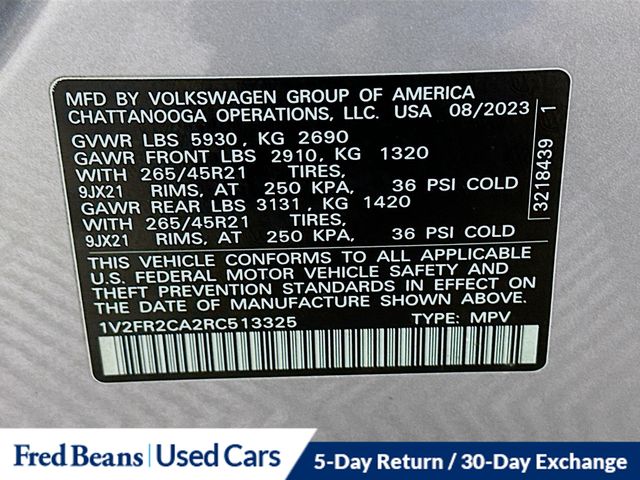 MFD BY VOLKSWAGEN GROUP OF AMERICA
CHATTANOOGA OPERATIONS, LLC. USA 08/2023
GVWR LBS 5930, KG 2690
GAWR FRONT LBS 2910, KG 1320
WITH 265/45R21 TIRES,
9JX21 RIMS, AT 250 KPA, 36 PSI COLD
GAWR REAR LBS 3131, KG 1420
WITH 265/45R21 TIRES,
9JX21 RIMS, AT 250 KPA, 36 PSI COLD
THIS VEHICLE CONFORMS TO ALL APPLICABLE
U.S. FEDERAL MOTOR VEHICLE SAFETY AND
THEFT PREVENTION STANDARDS IN EFFECT ON
THE DATE OF MANUFACTURE SHOWN ABOVE.
1V2FR2CA2RC513325 TYPE: MPV
3218439 1
Fred Beans | Used Cars
5-Day Return / 30-Day Exchange